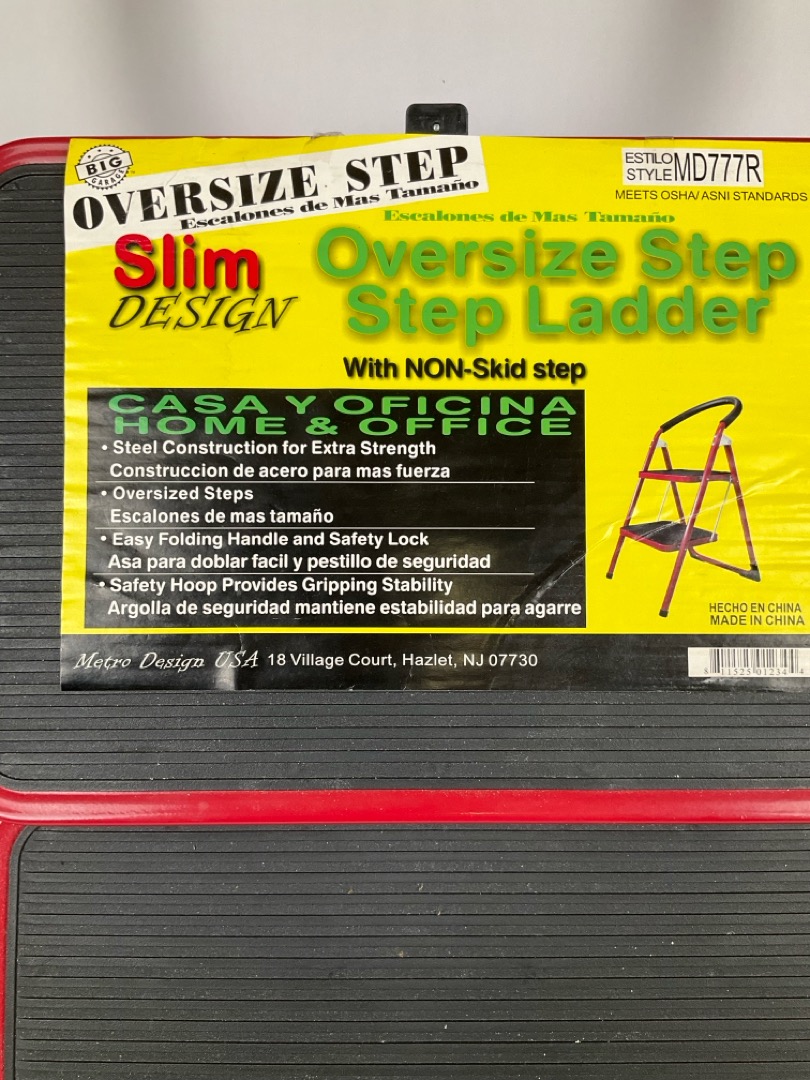 BIG
GARAGE
OVERSIZE STEP
Escalones de Mas Tamaño
ESTILO
STYLE MD777R
MEETS OSHA/ ASNI STANDARDS
Slim
DESIGN
Escalones de Mas Tamaño
Oversize Step
Step Ladder
With NON-Skid step
CASA Y OFICINA
HOME & OFFICE
• Steel Construction for Extra Strength
Construccion de acero para mas fuerza
• Oversized Steps
Escalones de mas tamaño
• Easy Folding Handle and Safety Lock
Asa para doblar facil y pestillo de seguridad
• Safety Hoop Provides Gripping Stability
Argolla de seguridad mantiene estabilidad para agarre
HECHO EN CHINA
MADE IN CHINA
Metro Design USA 18 Village Court, Hazlet, NJ 07730
8 11525 01234 4